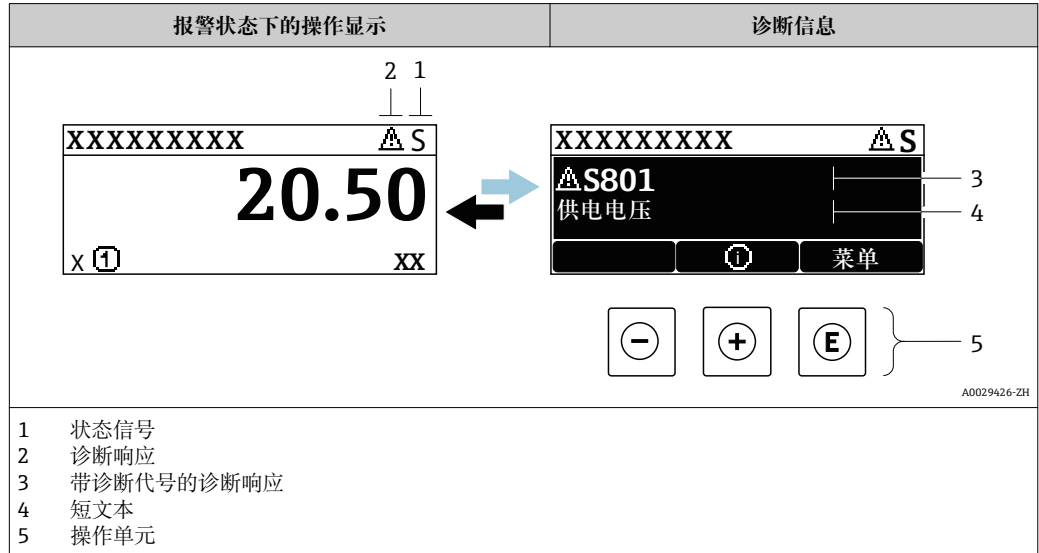 报警状态下的操作显示
诊断信息
2 1
XXXXXXXXX S
20.50
X 1 XX
XXXXXXXXX S
S801
供电电压
i 菜单
3
4
- + E
5
A0029426-ZH
1 状态信号
2 诊断响应
3 带诊断代号的诊断响应
4 短文本
5 操作单元